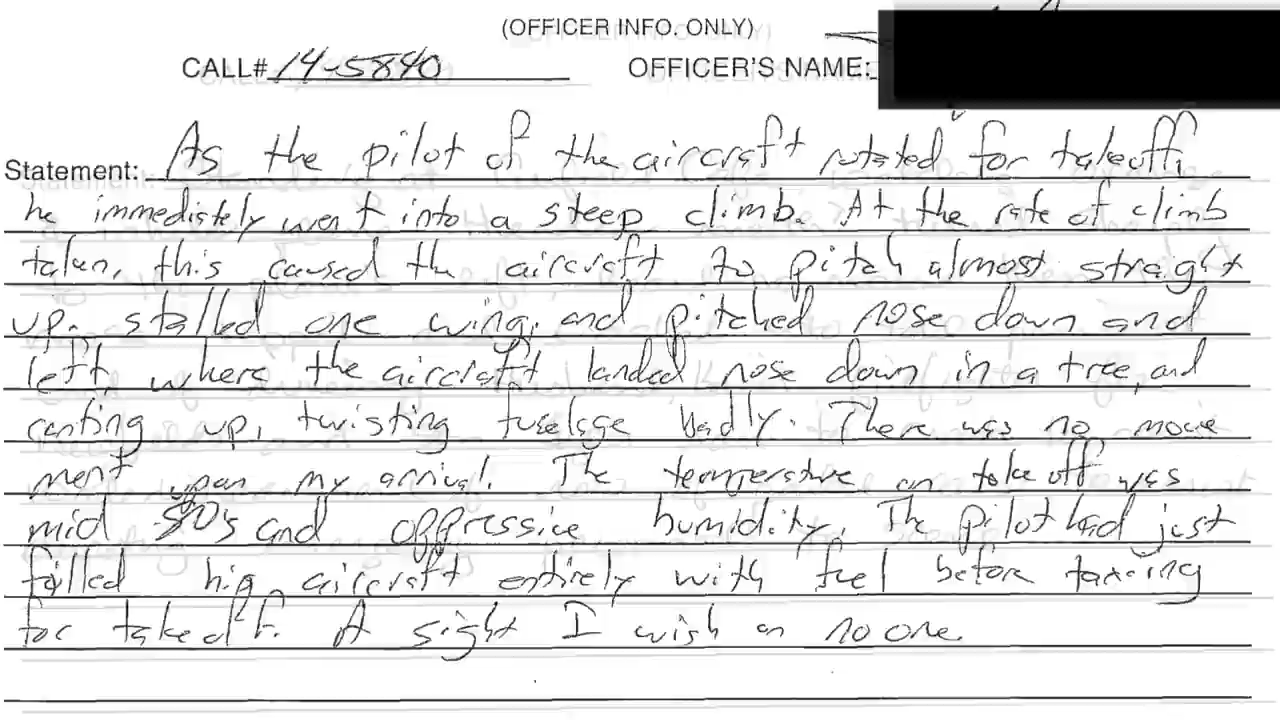 (OFFICER INFO. ONLY)
CALL# 14-5840 OFFICER'S NAME:
Statement: As the pilot of the aircraft rotated for takeoff,
he immediately went into a steep climb. At the rate of climb
taken, this caused the aircraft to pitch almost straight
up. stalled one wing, and pitched nose down and
left, where the aircraft landed nose down in a tree, and
canting up, twisting fuselage badly. There was no move
ment upon my arrival. The temperature on takeoff was
mid 80's and oppressive humidity. The pilot had just
filled his aircraft entirely with fuel before taxiing
for takeoff. A sight I wish on no one.